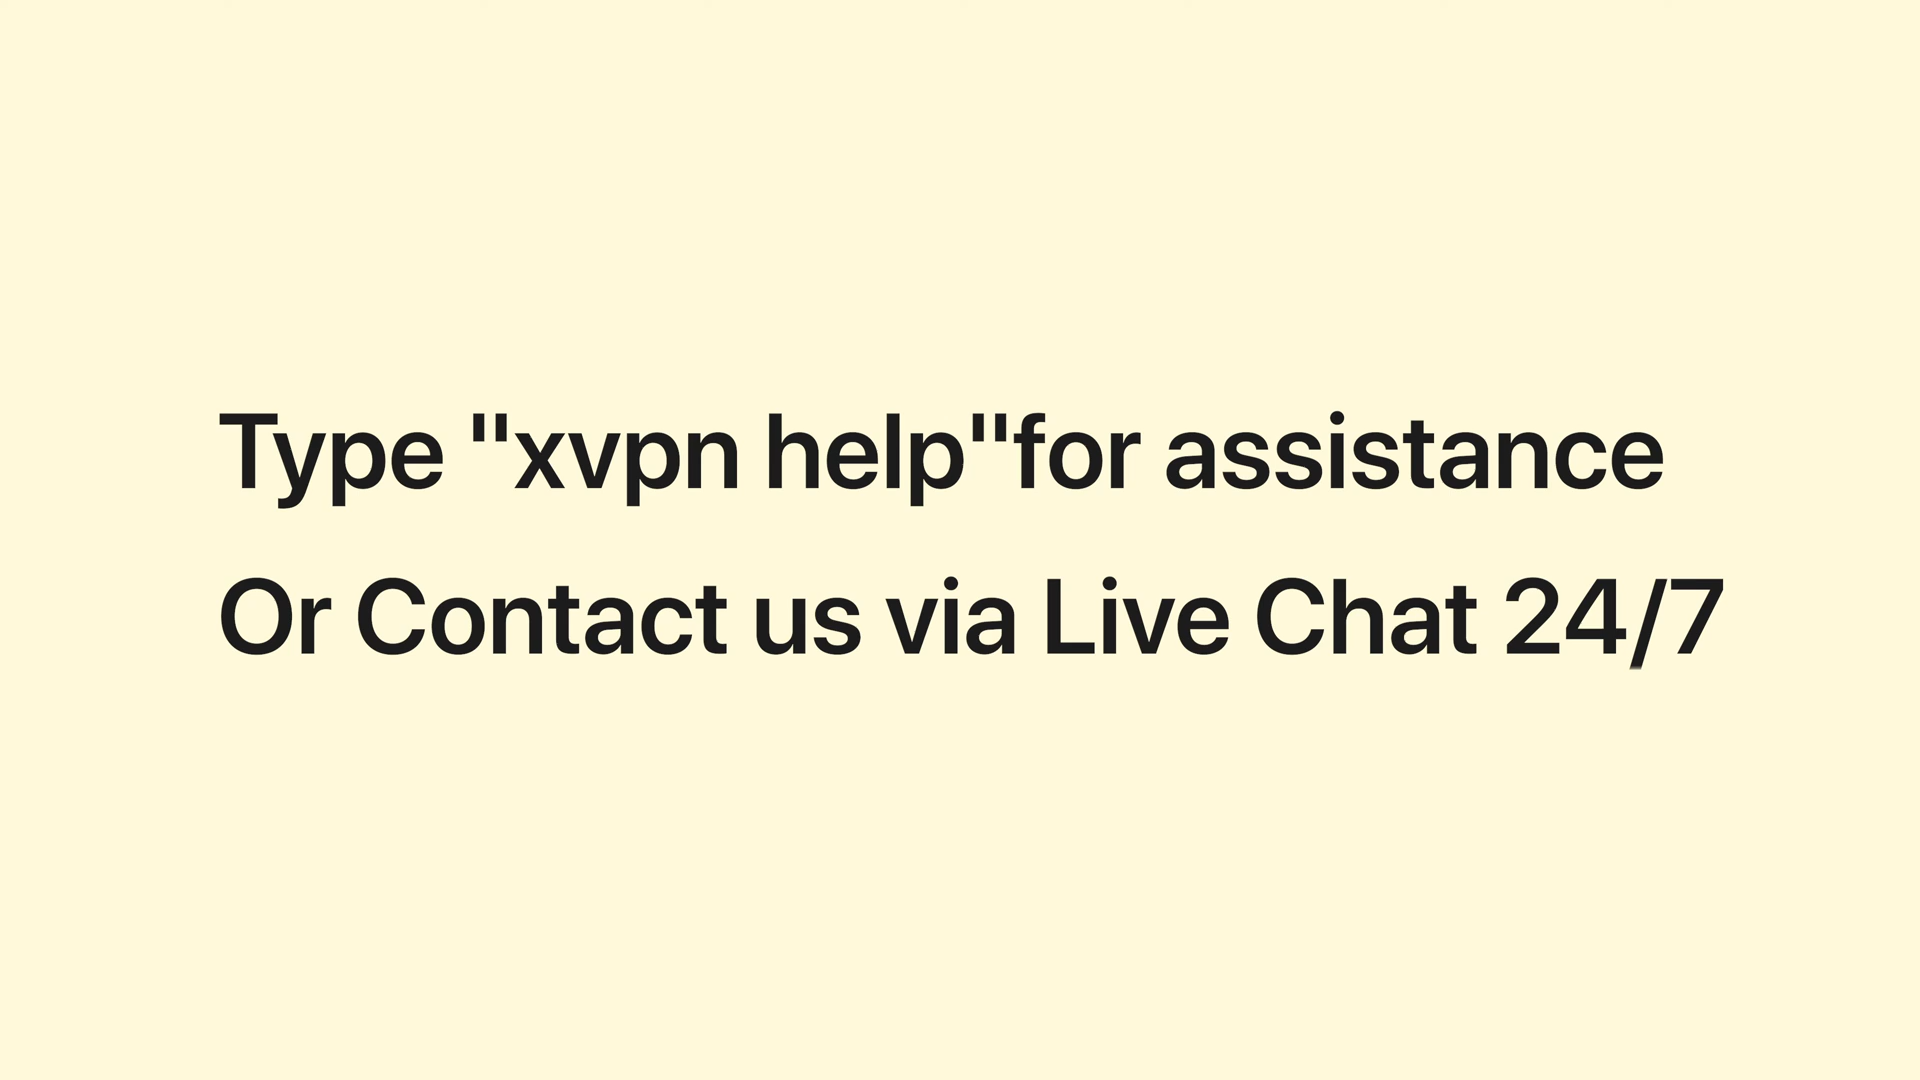 Type "xvpn help"for assistance
Or Contact us via Live Chat 24/7